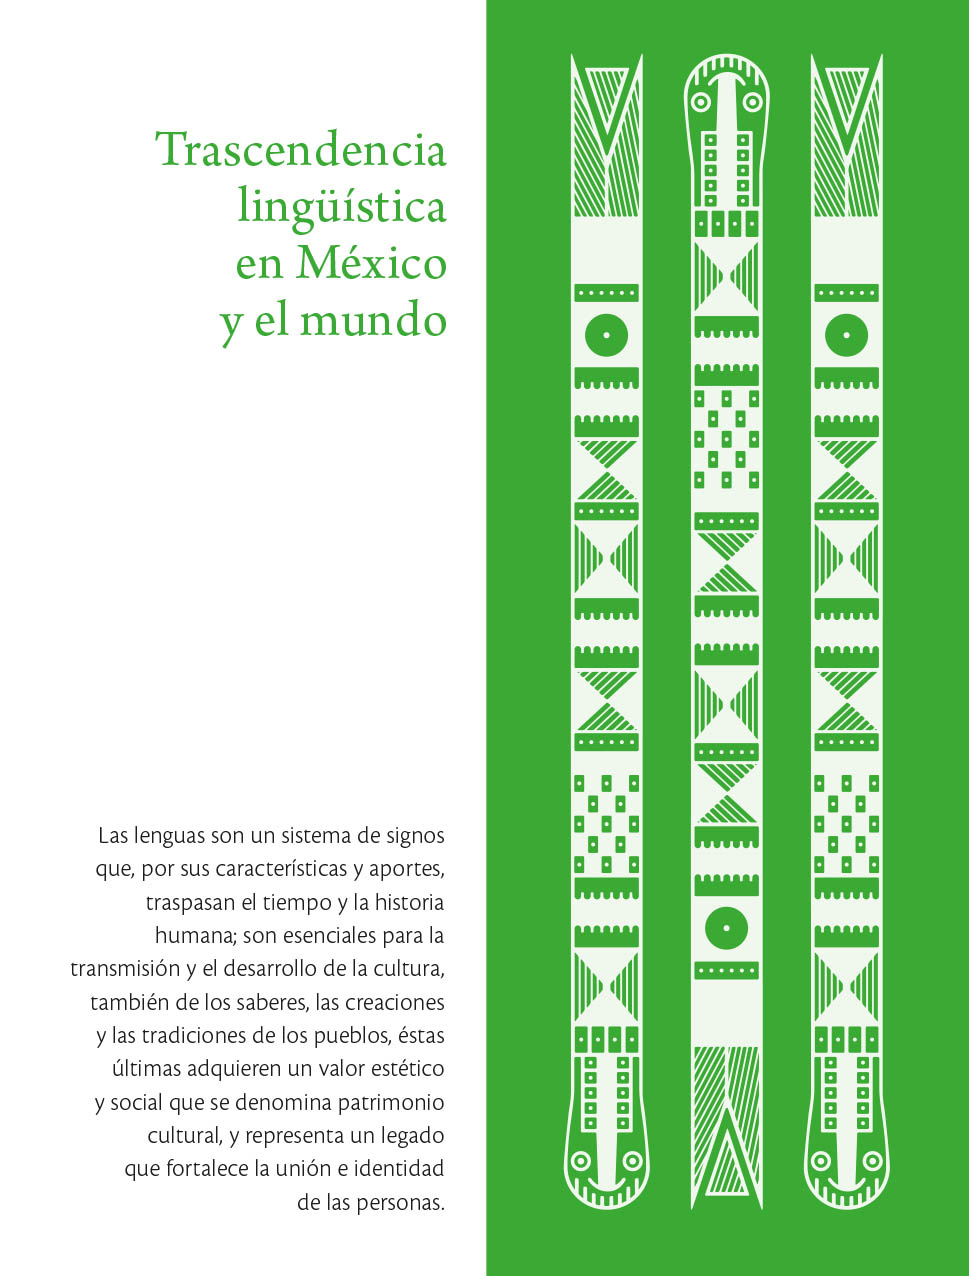 Trascendencia
lingüística
en México
y el mundo
Las lenguas son un sistema de signos
que, por sus características y aportes,
traspasan el tiempo y la historia
humana; son esenciales para la
transmisión y el desarrollo de la cultura,
también de los saberes, las creaciones
y las tradiciones de los pueblos, éstas
últimas adquieren un valor estético
y social que se denomina patrimonio
cultural, y representa un legado
que fortalece la unión e identidad
de las personas.